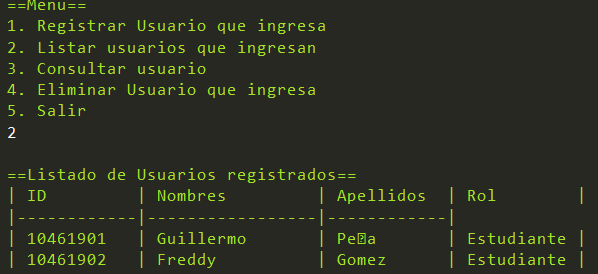 ==Menu==
1. Registrar Usuario que ingresa
2. Listar usuarios que ingresan
3. Consultar usuario
4. Eliminar Usuario que ingresa
5. Salir
2
==Listado de Usuarios registrados==
| ID         | Nombres         | Apellidos  | Rol        |
|------------|-----------------|------------|
| 10461901   | Guillermo       | Pe�a       | Estudiante |
| 10461902   | Freddy          | Gomez      | Estudiante |